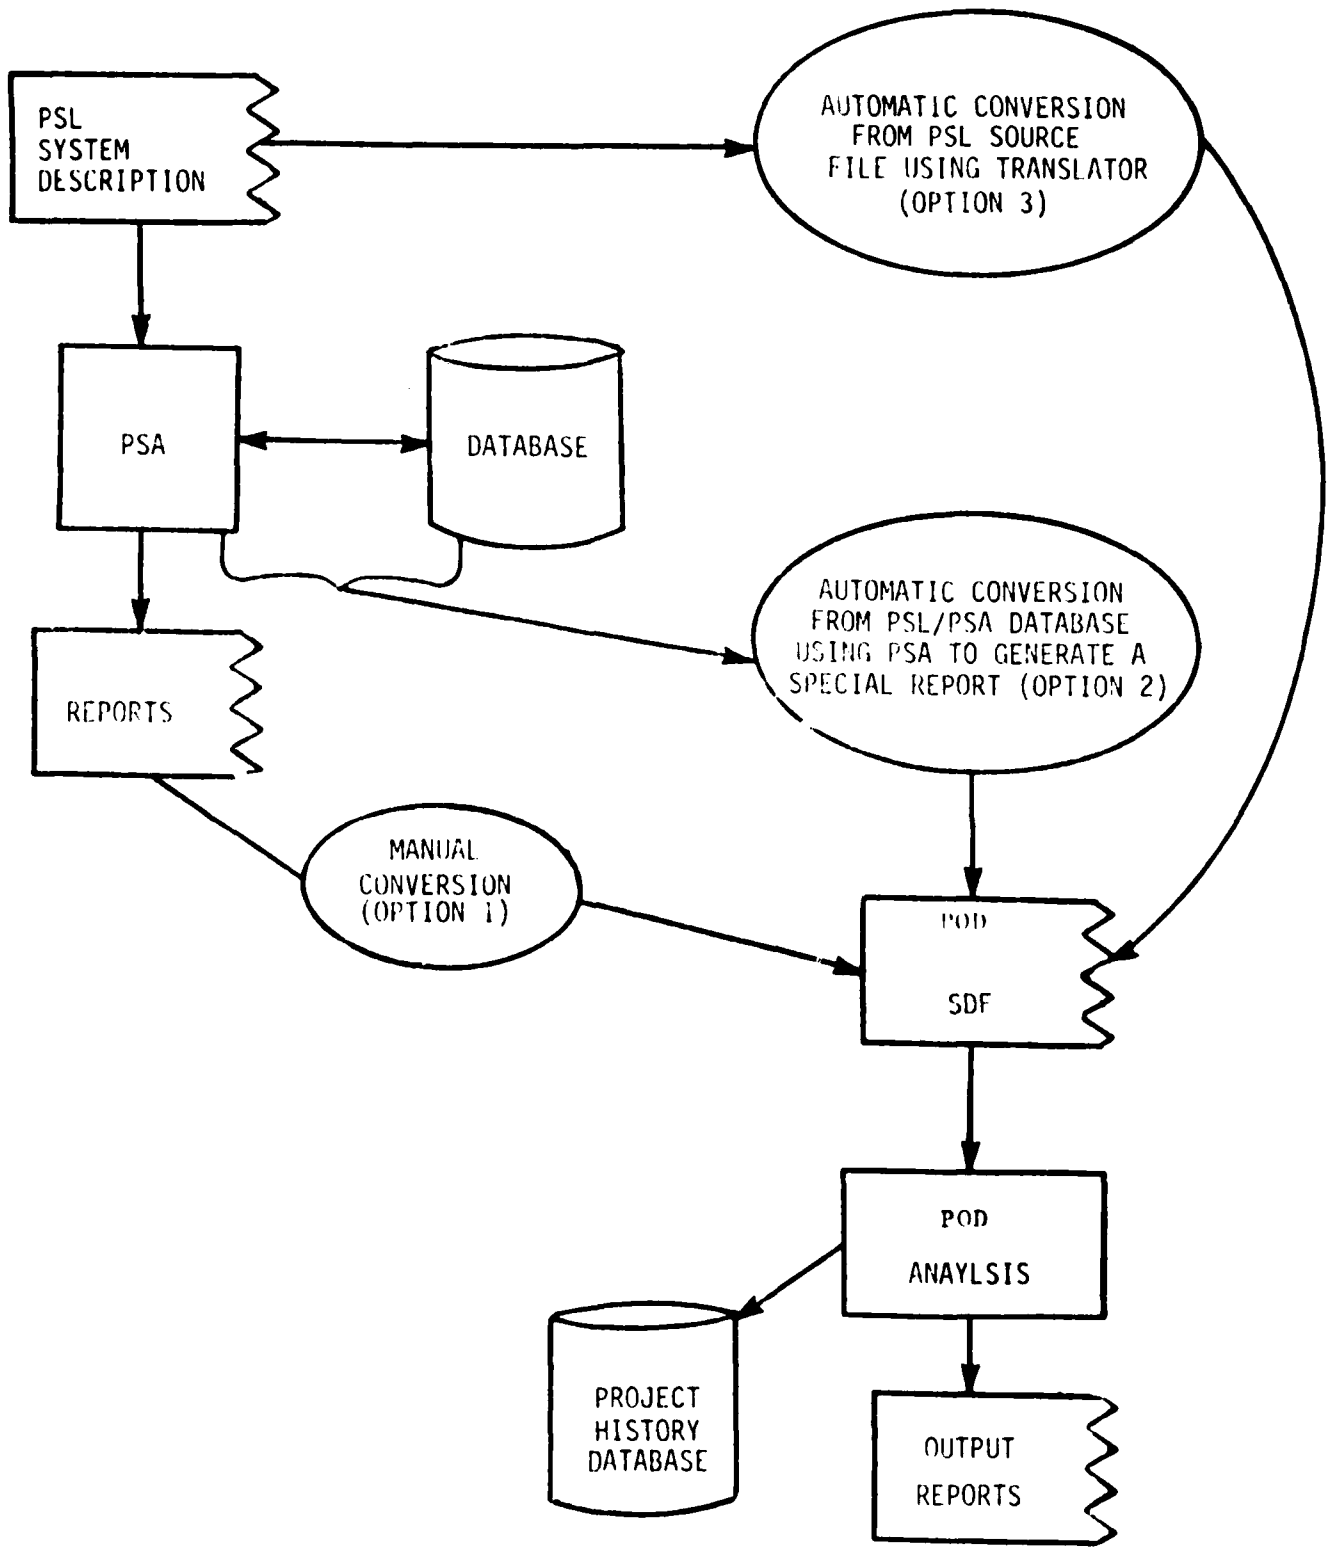 PSL
SYSTEM
DESCRIPTION
AUTOMATIC CONVERSION
FROM PSL SOURCE
FILE USING TRANSLATOR
(OPTION 3)
PSA
DATABASE
AUTOMATIC CONVERSION
FROM PSL/PSA DATABASE
USING PSA TO GENERATE A
SPECIAL REPORT (OPTION 2)
REPORTS
MANUAL
CONVERSION
(OPTION 1)
POD
SDF
POD
ANAYLSIS
PROJECT
HISTORY
DATABASE
OUTPUT
REPORTS